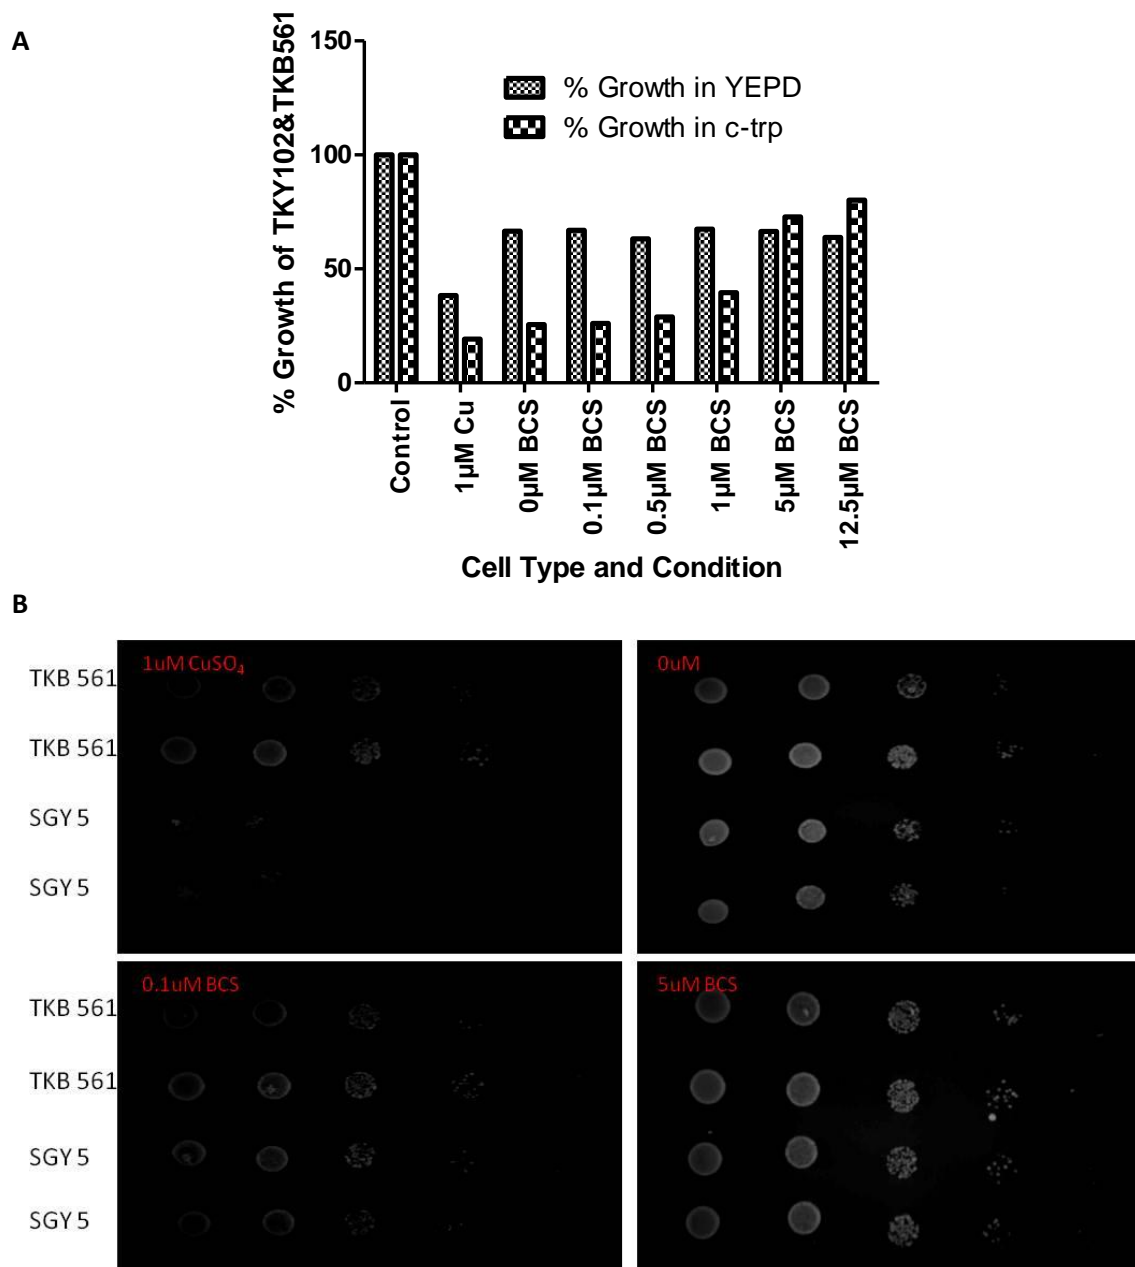 A
% Growth of TKY102&TKB561
150
100
50
0
% Growth in YEPD
% Growth in c-trp
Control
1µM Cu
0µM BCS
0.1µM BCS
0.5µM BCS
1µM BCS
5µM BCS
12.5µM BCS
Cell Type and Condition
B
1uM CuSO₄
TKB 561
TKB 561
SGY 5
SGY 5
0uM
0.1uM BCS
TKB 561
TKB 561
SGY 5
SGY 5
5uM BCS